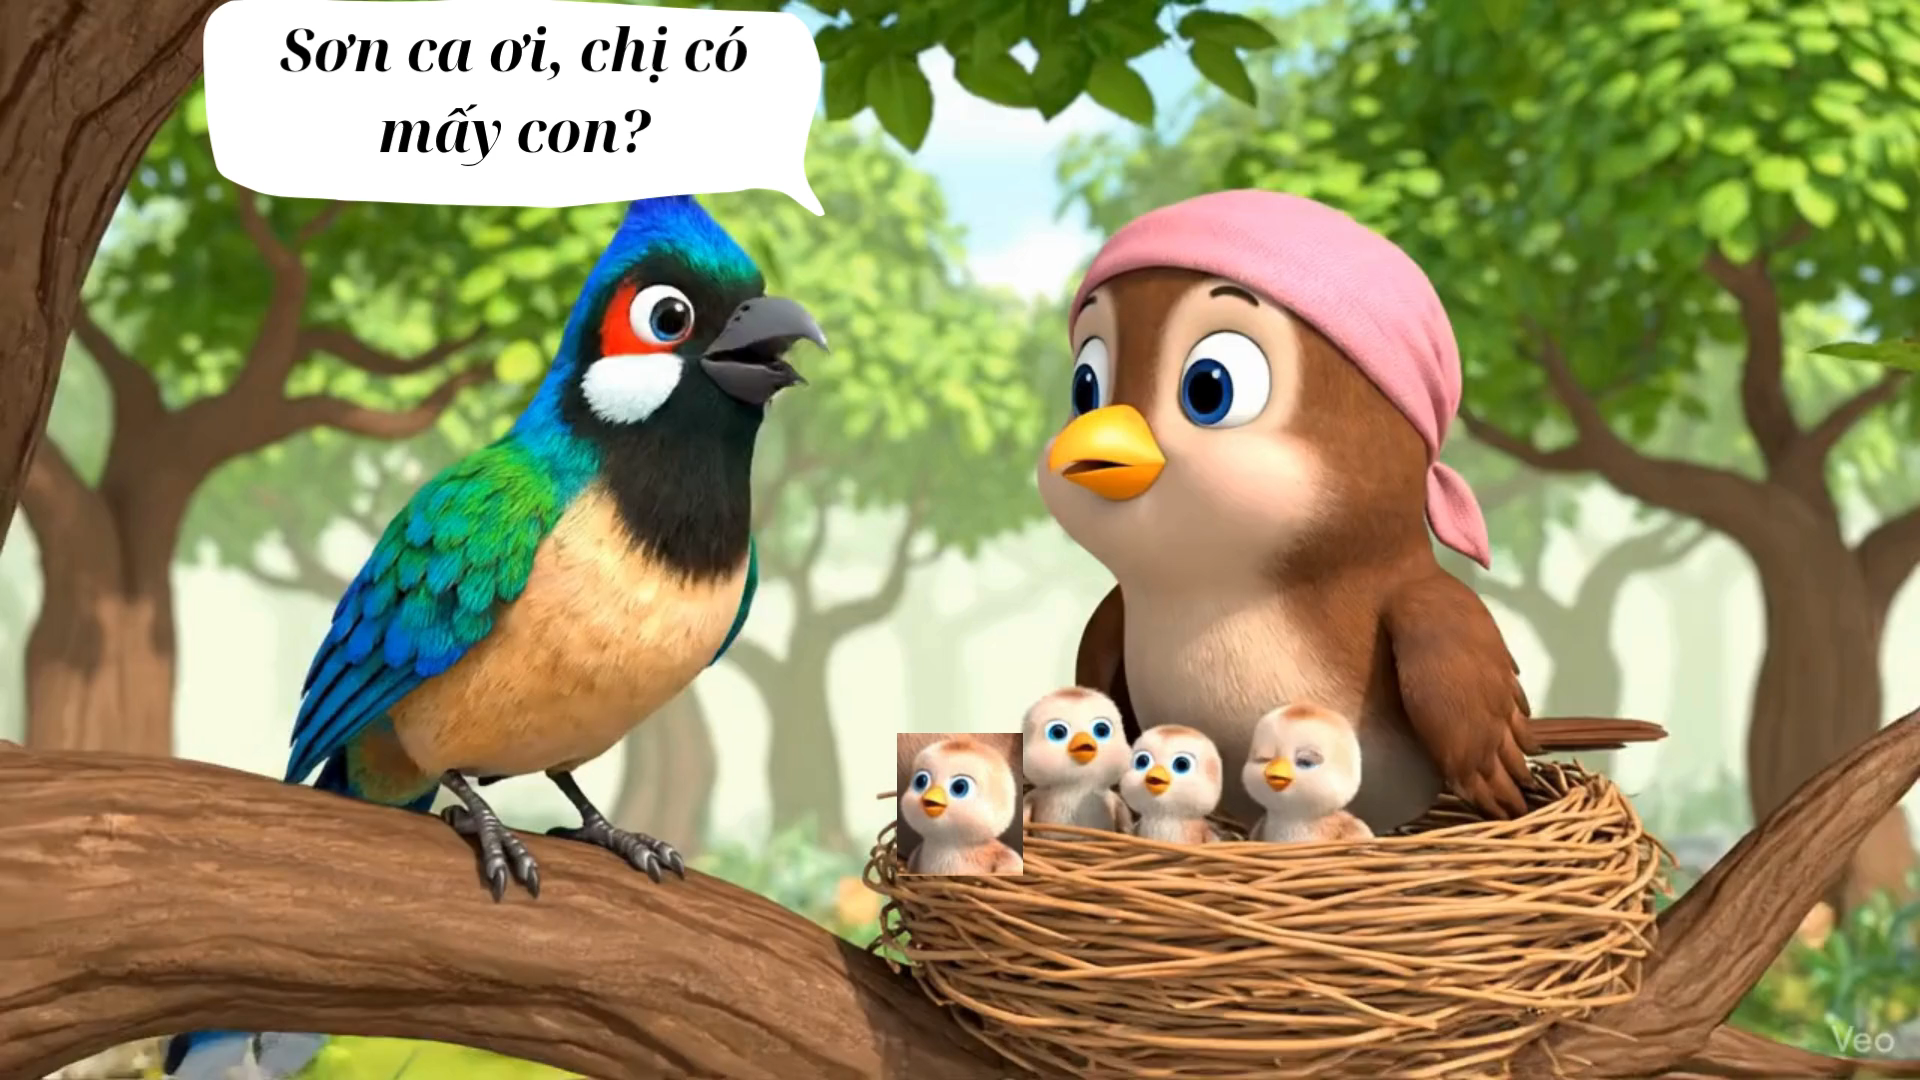 Sơn ca ơi, chị có
mấy con?
Veo